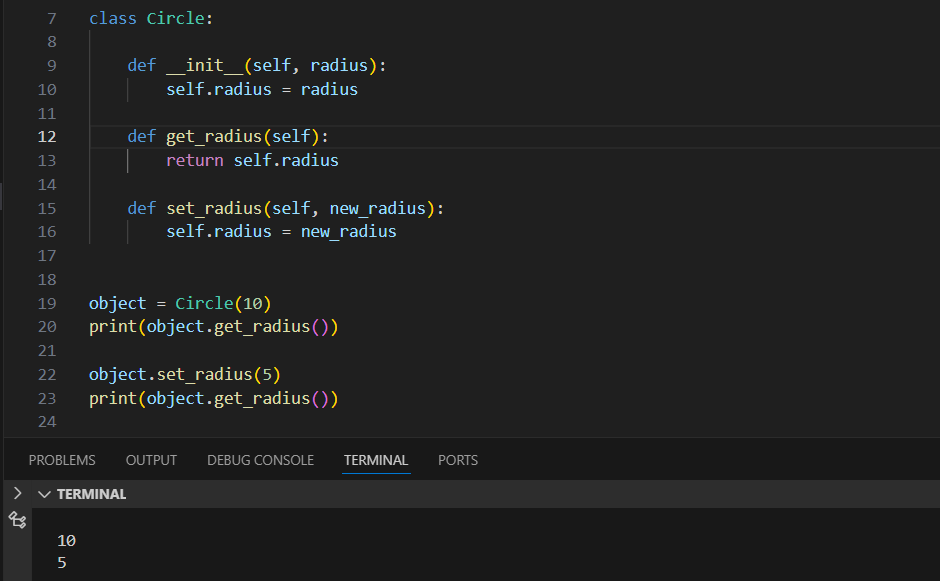 7 class Circle:
8
9 def __init__(self, radius):
10 self.radius = radius
11
12 def get_radius(self):
13 return self.radius
14
15 def set_radius(self, new_radius):
16 self.radius = new_radius
17
18
19 object = Circle(10)
20 print(object.get_radius())
21
22 object.set_radius(5)
23 print(object.get_radius())
24
PROBLEMS OUTPUT DEBUG CONSOLE TERMINAL PORTS
TERMINAL
10
5